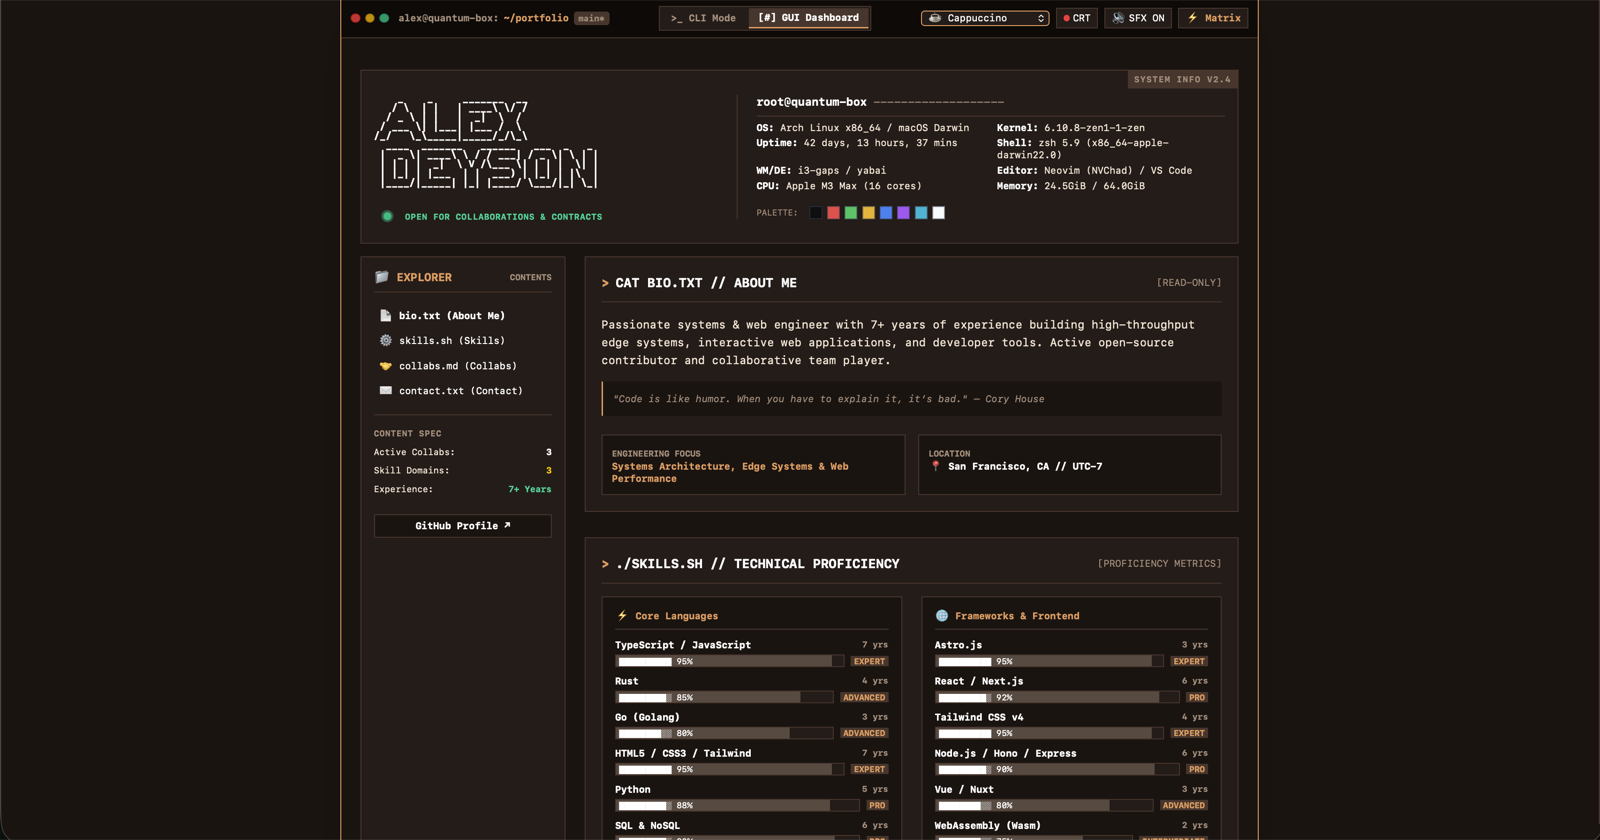 alex@quantum-box: ~/portfolio main*
>_ CLI Mode
[#] GUI Dashboard
Cappuccino
CRT
SFX ON
Matrix
SYSTEM INFO V2.4
ALEX
DEYSON
OPEN FOR COLLABORATIONS & CONTRACTS
root@quantum-box -------------------
OS: Arch Linux x86_64 / macOS Darwin
Kernel: 6.10.8-zen1-1-zen
Uptime: 42 days, 13 hours, 37 mins
Shell: zsh 5.9 (x86_64-apple-
darwin22.0)
WM/DE: i3-gaps / yabai
Editor: Neovim (NVChad) / VS Code
CPU: Apple M3 Max (16 cores)
Memory: 24.5GiB / 64.0GiB
PALETTE:
EXPLORER
CONTENTS
bio.txt (About Me)
skills.sh (Skills)
collabs.md (Collabs)
contact.txt (Contact)
CONTENT SPEC
Active Collabs: 3
Skill Domains: 3
Experience: 7+ Years
GitHub Profile ↗
> CAT BIO.TXT // ABOUT ME
[READ-ONLY]
Passionate systems & web engineer with 7+ years of experience building high-throughput
edge systems, interactive web applications, and developer tools. Active open-source
contributor and collaborative team player.
"Code is like humor. When you have to explain it, it's bad." — Cory House
ENGINEERING FOCUS
Systems Architecture, Edge Systems & Web
Performance
LOCATION
San Francisco, CA // UTC-7
> ./SKILLS.SH // TECHNICAL PROFICIENCY
[PROFICIENCY METRICS]
Core Languages
TypeScript / JavaScript 7 yrs
95% EXPERT
Rust 4 yrs
85% ADVANCED
Go (Golang) 3 yrs
80% ADVANCED
HTML5 / CSS3 / Tailwind 7 yrs
95% EXPERT
Python 5 yrs
88% PRO
SQL & NoSQL 6 yrs
Frameworks & Frontend
Astro.js 3 yrs
95% EXPERT
React / Next.js 6 yrs
92% PRO
Tailwind CSS v4 4 yrs
95% EXPERT
Node.js / Hono / Express 6 yrs
90% PRO
Vue / Nuxt 3 yrs
80% ADVANCED
WebAssembly (Wasm) 2 yrs